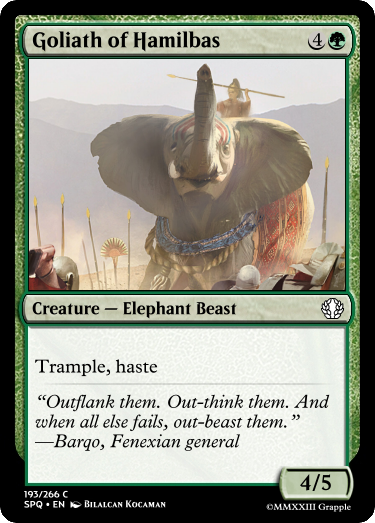 Goliath of Hamilbas 4
Creature — Elephant Beast
Trample, haste
“Outflank them. Out-think them. And
when all else fails, out-beast them.”
—Barqo, Fenexian general
4/5
193/266 C
SPQ • EN Bilalcan Kocaman
©MMXXIII Grapple